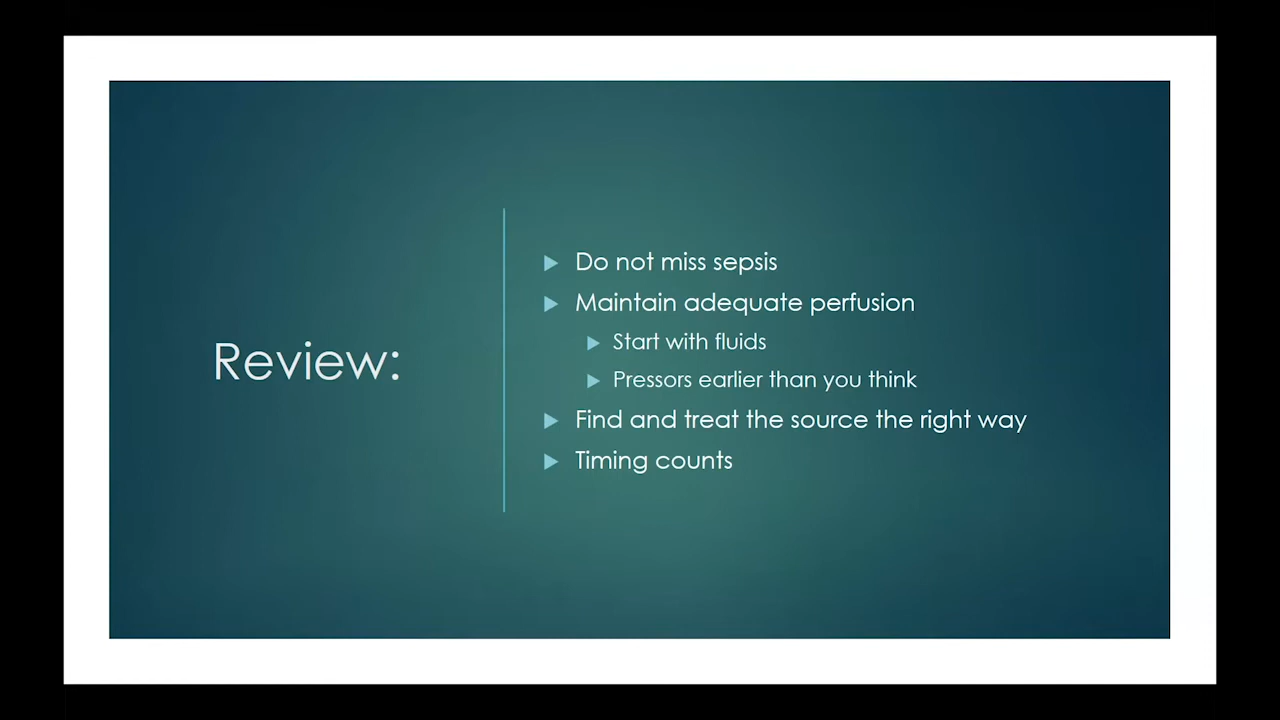 Review:
Do not miss sepsis
Maintain adequate perfusion
Start with fluids
Pressors earlier than you think
Find and treat the source the right way
Timing counts